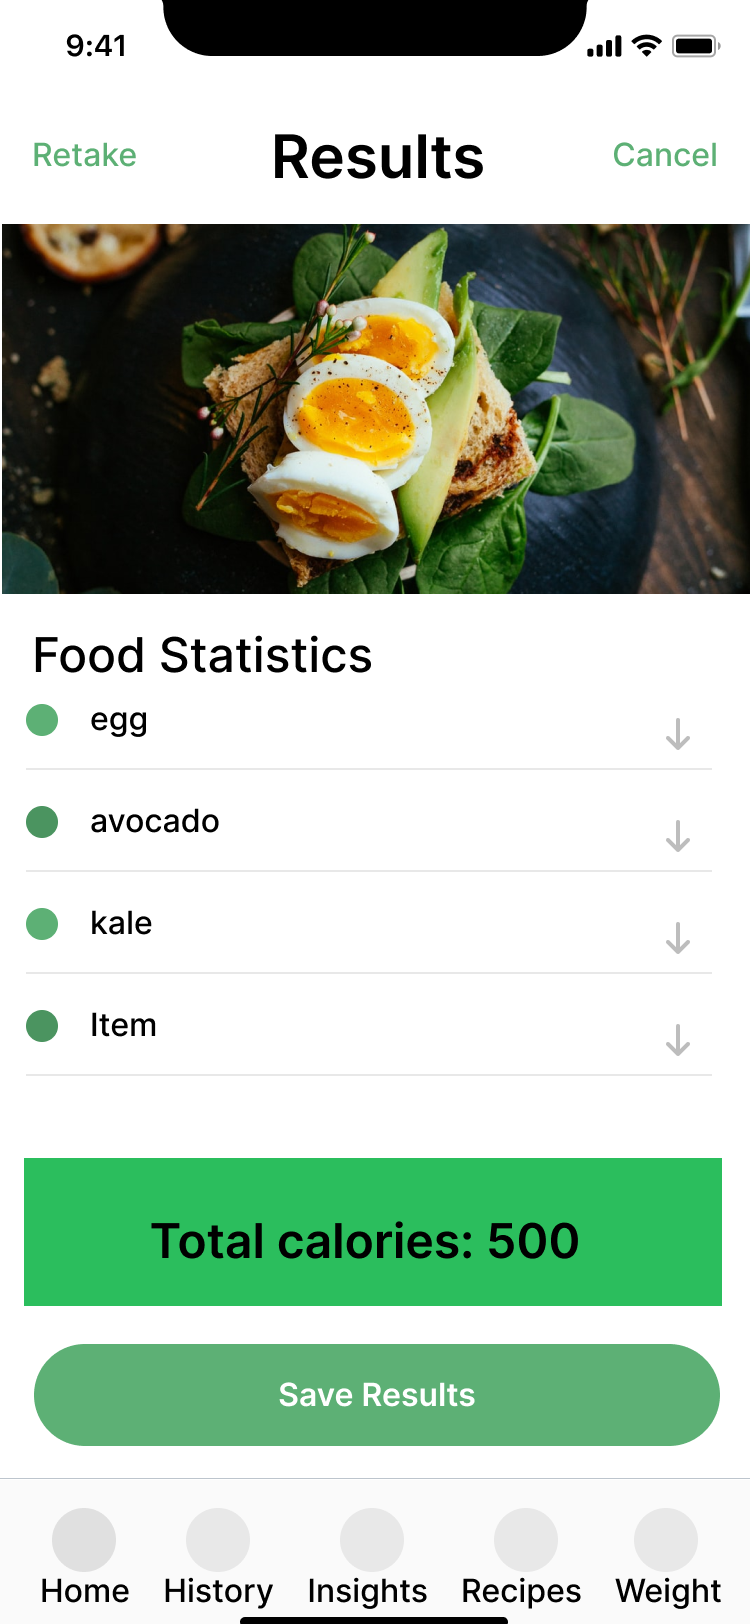 9:41
Retake Results Cancel
Food Statistics
egg
avocado
kale
Item
Total calories: 500
Save Results
Home History Insights Recipes Weight